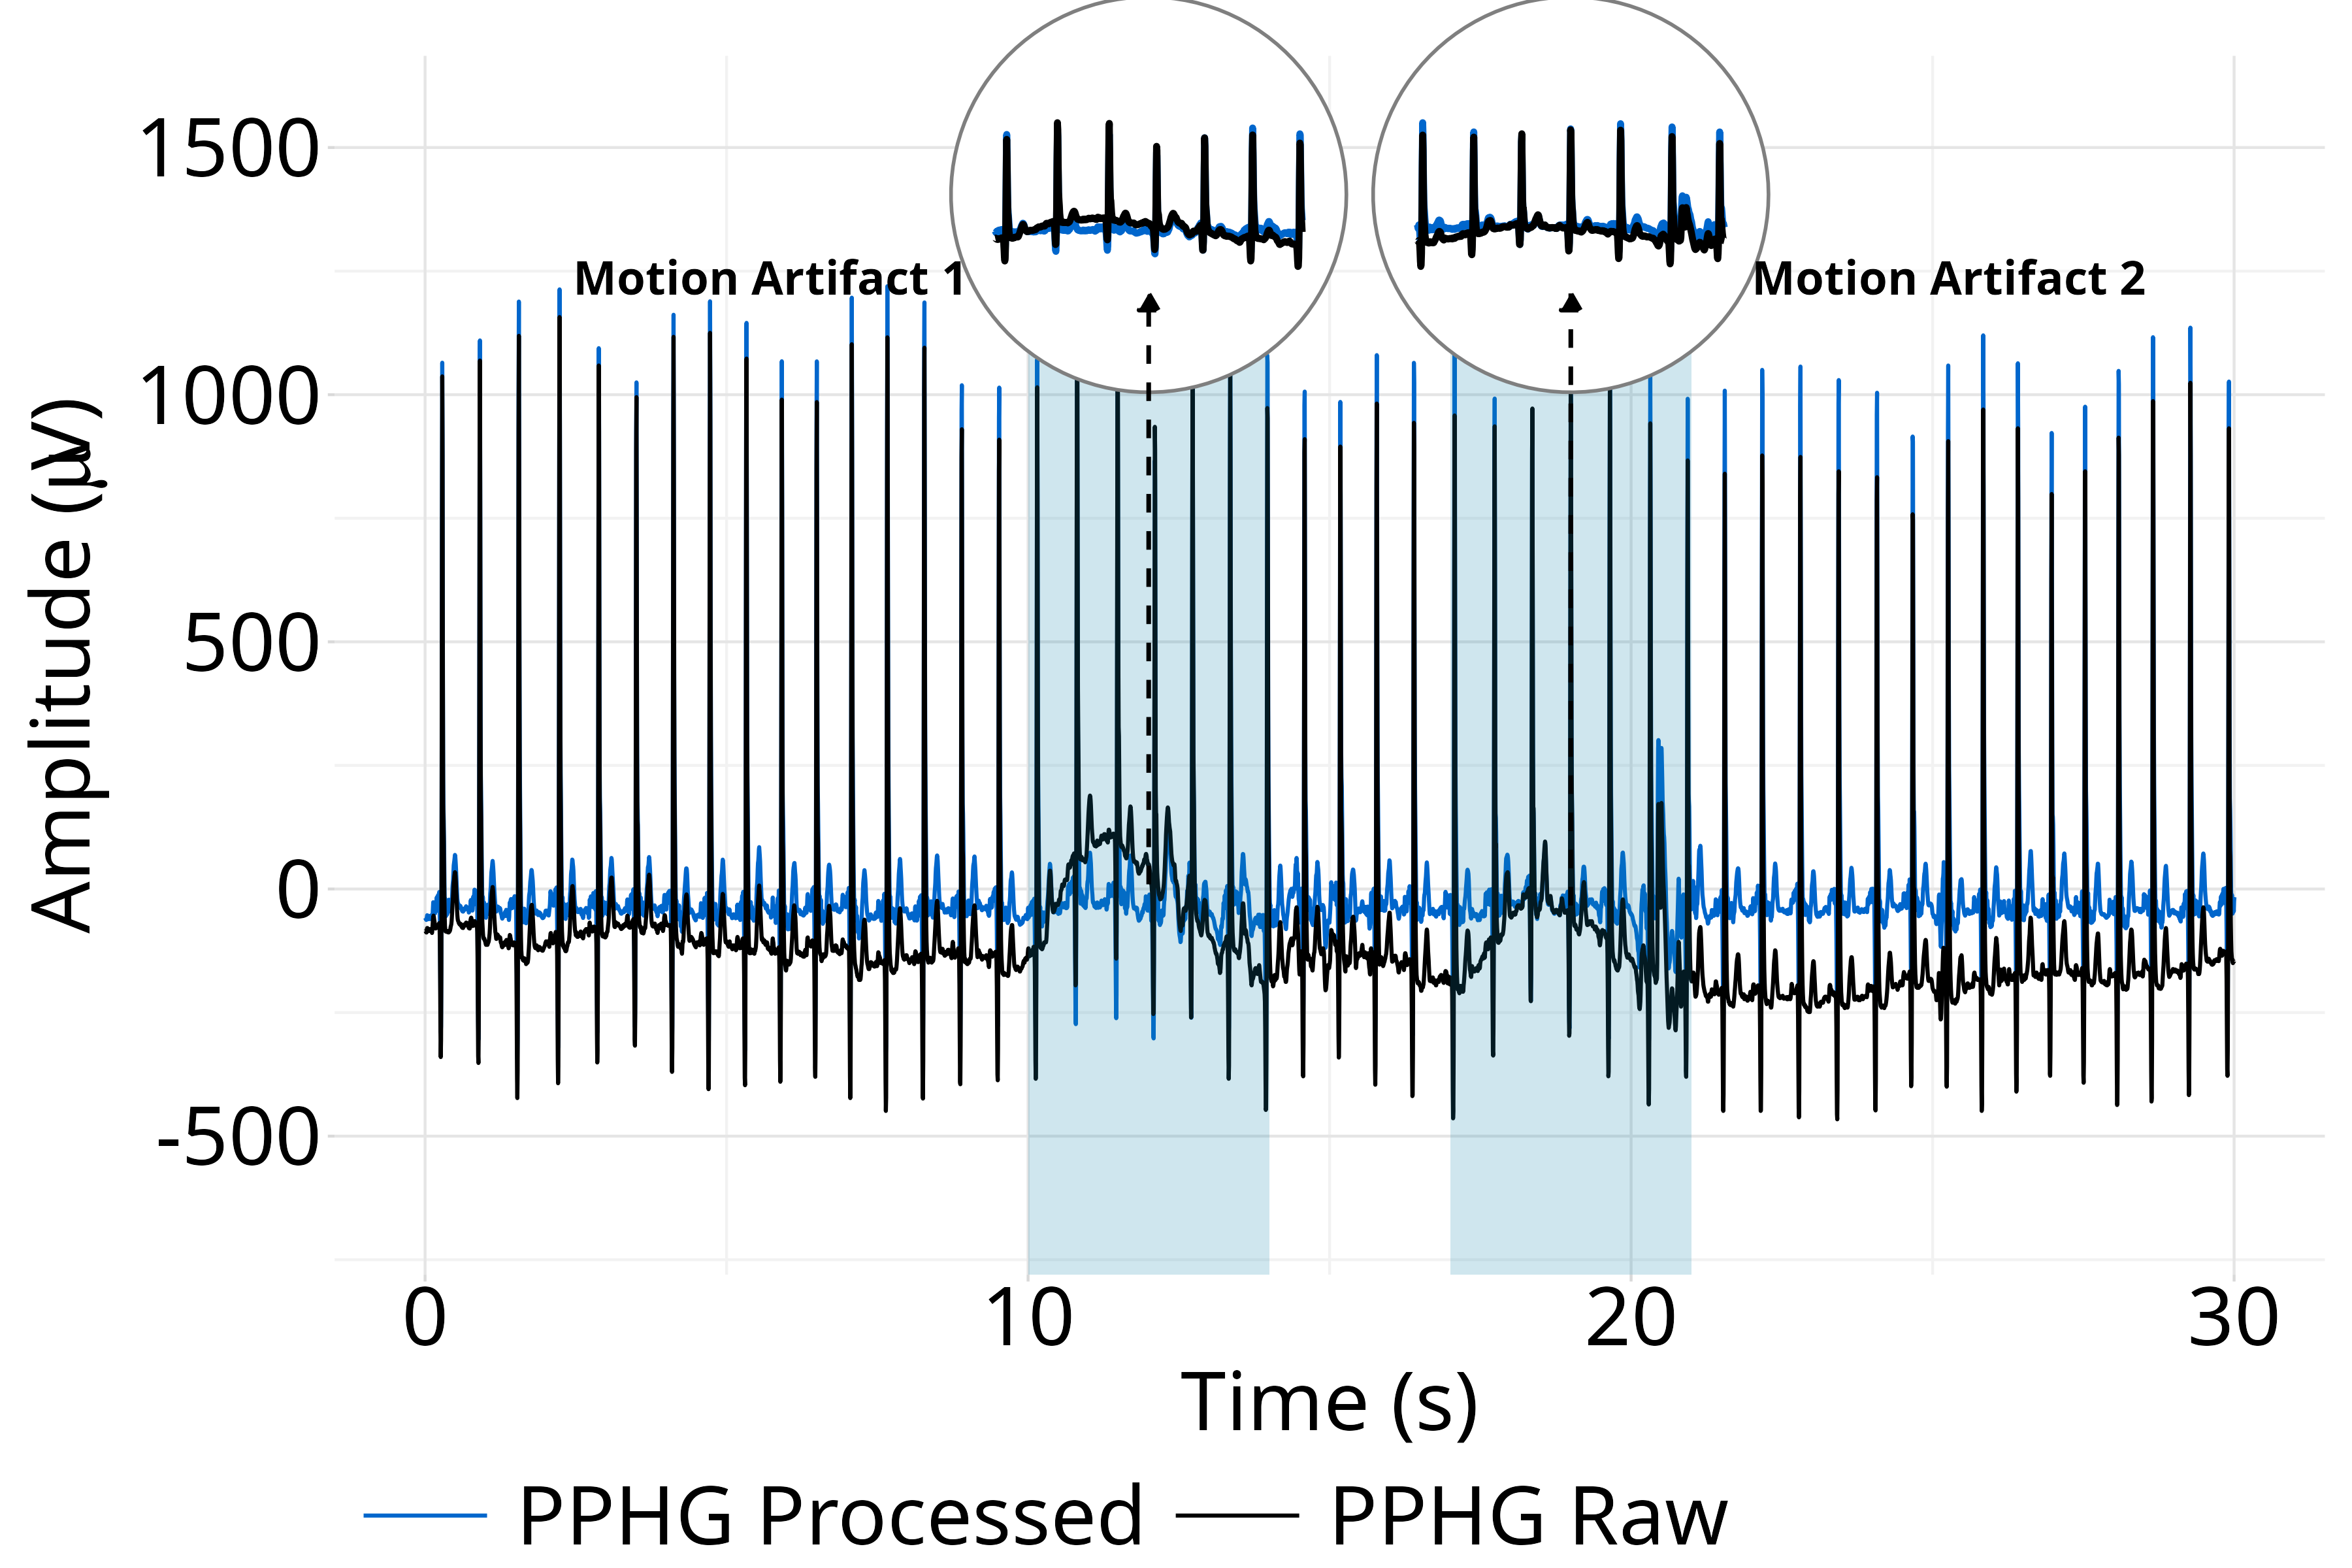 1500
Motion Artifact 1
Motion Artifact 2
1000
500
0
-500
Amplitude (µW)
0 10 20 30
Time (s)
PPHG Processed PPHG Raw